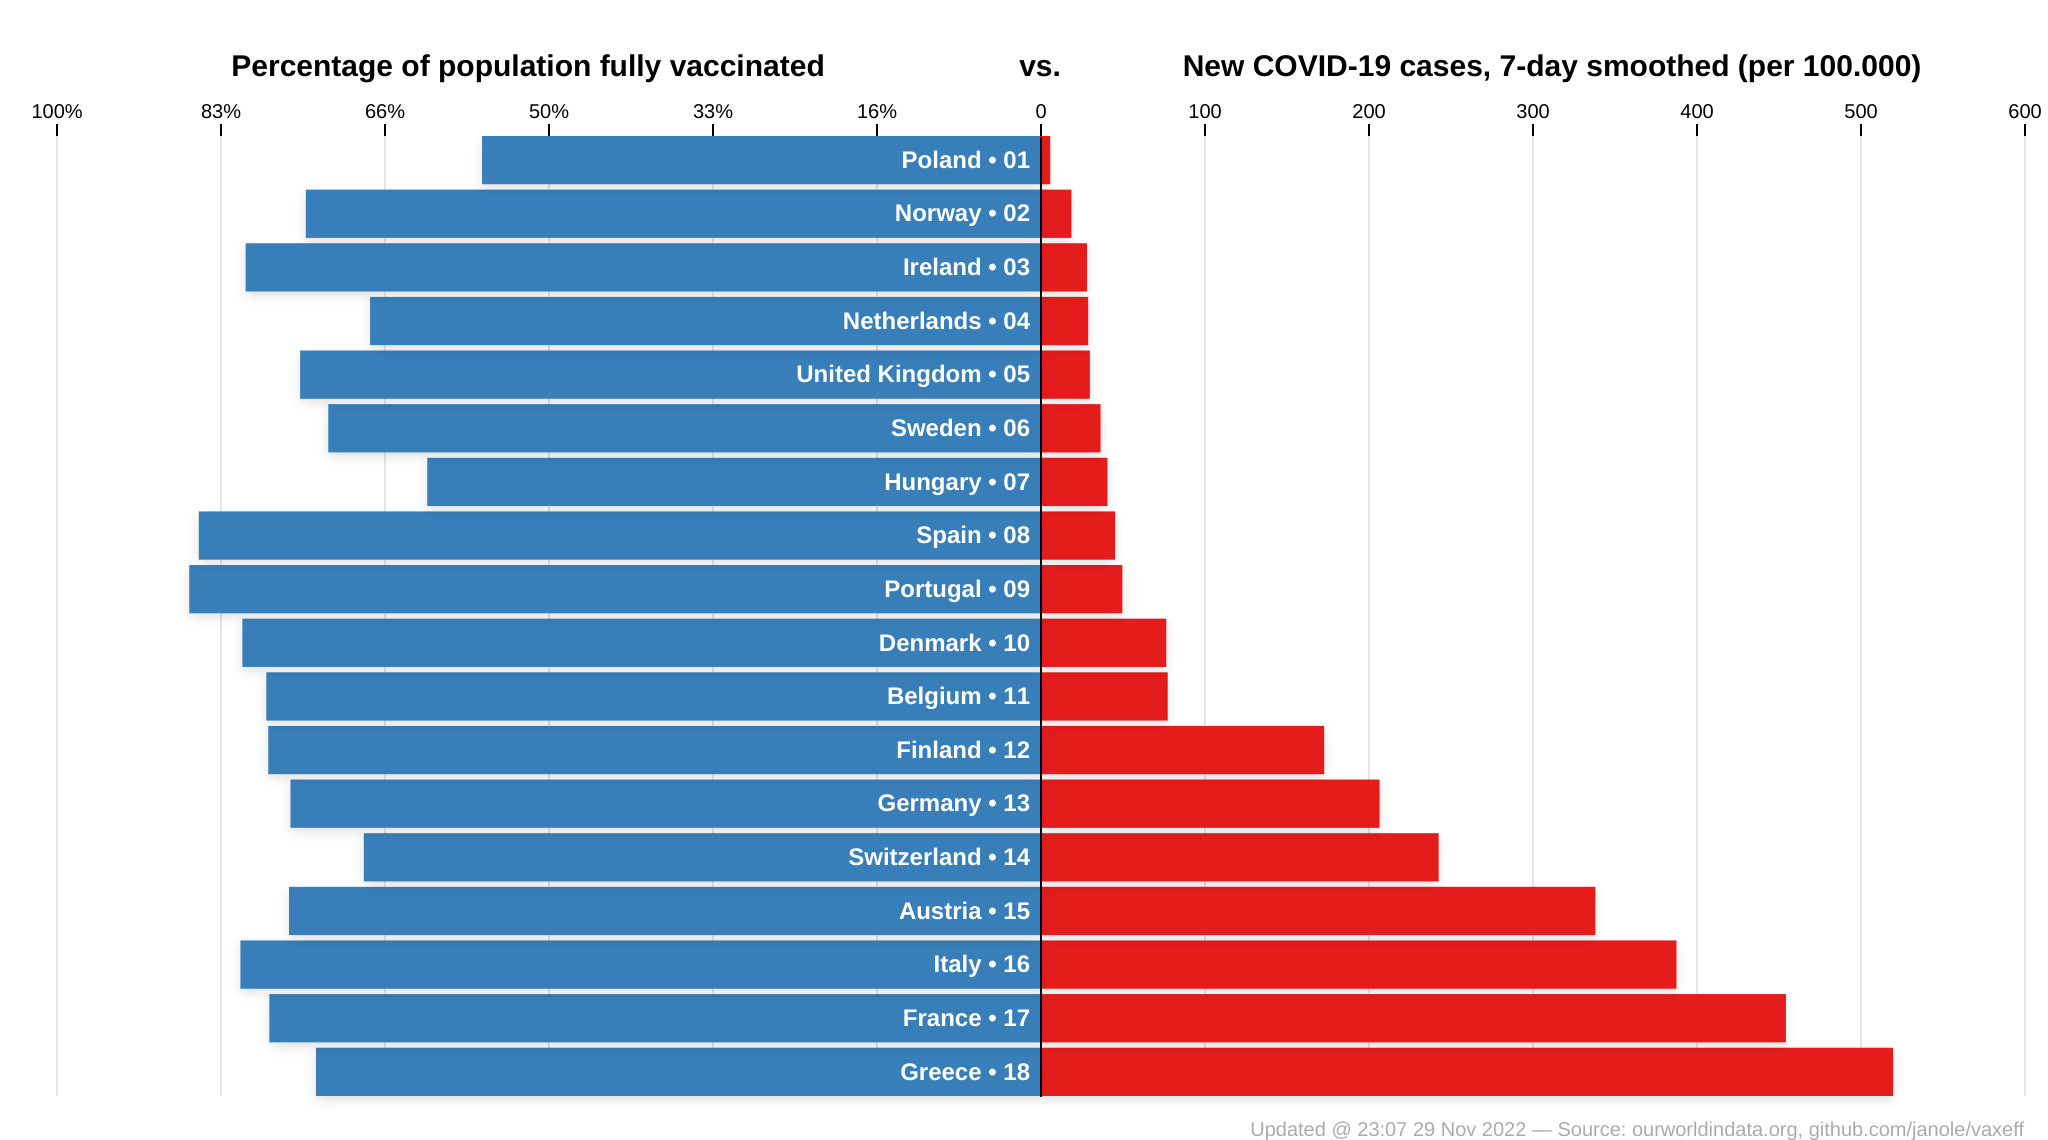 Percentage of population fully vaccinated vs. New COVID-19 cases, 7-day smoothed (per 100.000)
100% 83% 66% 50% 33% 16% 0 100 200 300 400 500 600
Poland • 01
Norway • 02
Ireland • 03
Netherlands • 04
United Kingdom • 05
Sweden • 06
Hungary • 07
Spain • 08
Portugal • 09
Denmark • 10
Belgium • 11
Finland • 12
Germany • 13
Switzerland • 14
Austria • 15
Italy • 16
France • 17
Greece • 18
Updated @ 23:07 29 Nov 2022 — Source: ourworldindata.org, github.com/janole/vaxeff